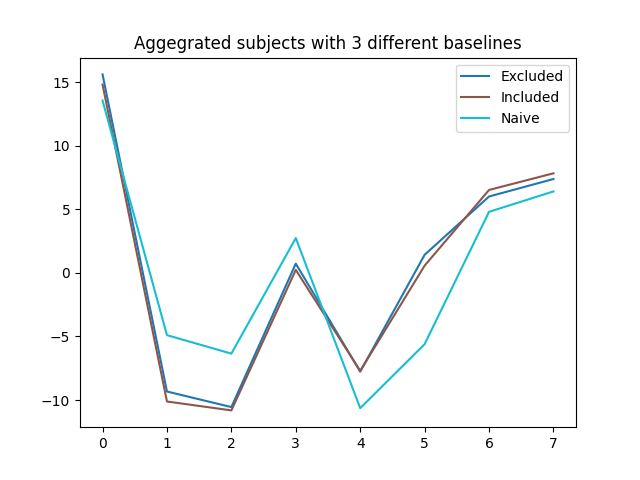 Aggegrated subjects with 3 different baselines
Excluded
Included
Naive
15
10
5
0
−5
−10
0 1 2 3 4 5 6 7